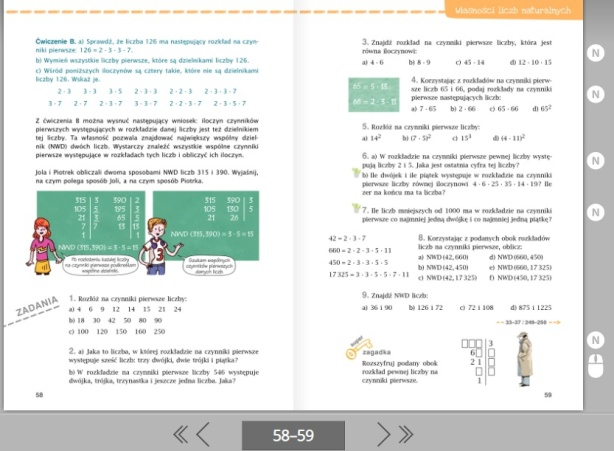 własności liczb naturalnych
Ćwiczenie B. a) Sprawdź, że liczba 126 ma następujący rozkład na czyn-
niki pierwsze: 126 = 2 · 3 · 3 · 7.
b) Wymień wszystkie liczby pierwsze, które są dzielnikami liczby 126.
c) Wśród poniższych iloczynów są cztery takie, które nie są dzielnikami
liczby 126. Wskaż je.
2 · 3 3 · 3 3 · 5 2 · 3 · 3 2 · 2 · 3 2 · 3 · 3 · 7
3 · 7 2 · 7 2 · 3 · 7 3 · 3 · 7 2 · 2 · 3 · 7 2 · 3 · 5 · 7
Z ćwiczenia B można wysnuć następujący wniosek: iloczyn czynników
pierwszych występujących w rozkładzie danej liczby jest też dzielnikiem
tej liczby. Ta własność pozwala znajdować największy wspólny dziel-
nik (NWD) dwóch liczb. Wystarczy znaleźć wszystkie wspólne czynniki
pierwsze występujące w rozkładach tych liczb i obliczyć ich iloczyn.
Jola i Piotrek obliczali dwoma sposobami NWD liczb 315 i 390. Wyjaśnij,
na czym polega sposób Joli, a na czym sposób Piotrka.
315 3 390 2
105 5 195 3
21 3 65 5
7 7 13 13
1 1
NWD (315, 390) = 3 · 5 = 15
315 390 3
105 130 5
21 26
NWD (315, 390) = 3 · 5 = 15
Po rozłożeniu każdej liczby
na czynniki pierwsze podkreślam
wspólne dzielniki.
Szukam wspólnych
czynników pierwszych
danych liczb.
ZADANIA
1. Rozłóż na czynniki pierwsze liczby:
a) 4 6 9 12 14 15 21 24
b) 18 30 42 50 80 90
c) 100 120 150 160 250
2. a) Jaka to liczba, w której rozkładzie na czynniki pierwsze
występuje sześć liczb: trzy dwójki, dwie trójki i piątka?
b) W rozkładzie na czynniki pierwsze liczby 546 występuje
dwójka, trójka, trzynastka i jeszcze jedna liczba. Jaka?
58
3. Znajdź rozkład na czynniki pierwsze liczby, która jest
równa iloczynowi:
a) 4 · 6 b) 8 · 9 c) 45 · 14 d) 12 · 10 · 15
65 = 5 · 13
66 = 2 · 3 · 11
4. Korzystając z rozkładów na czynniki pierw-
sze liczb 65 i 66, podaj rozkłady na czynniki
pierwsze następujących liczb:
a) 7 · 65 b) 2 · 66 c) 65 · 66 d) 65²
5. Rozłóż na czynniki pierwsze liczby:
a) 14² b) (7 · 5)² c) 15³ d) (4 · 11)²
6. a) W rozkładzie na czynniki pierwsze pewnej liczby wystę-
pują liczby 2 i 5. Jaka jest ostatnia cyfra tej liczby?
b) Ile dwójek i ile piątek występuje w rozkładzie na czynniki
pierwsze liczby równej iloczynowi 4 · 6 · 25 · 35 · 14 · 19? Ile
zer na końcu ma ta liczba?
7. Ile liczb mniejszych od 1000 ma w rozkładzie na czynniki
pierwsze co najmniej jedną dwójkę i co najmniej jedną piątkę?
42 = 2 · 3 · 7
660 = 2 · 2 · 3 · 5 · 11
450 = 2 · 3 · 3 · 5 · 5
17 325 = 3 · 3 · 5 · 5 · 7 · 11
8. Korzystając z podanych obok rozkładów
liczb na czynniki pierwsze, oblicz:
a) NWD (42, 660) d) NWD (660, 450)
b) NWD (42, 450) e) NWD (660, 17 325)
c) NWD (42, 17 325) f) NWD (450, 17 325)
9. Znajdź NWD liczb:
a) 36 i 90 b) 126 i 72 c) 72 i 108 d) 875 i 1225
zagadka
Rozszyfruj podany obok
rozkład pewnej liczby na
czynniki pierwsze.
3
6
2 1
1
59
N
N
N
N
N
58–59